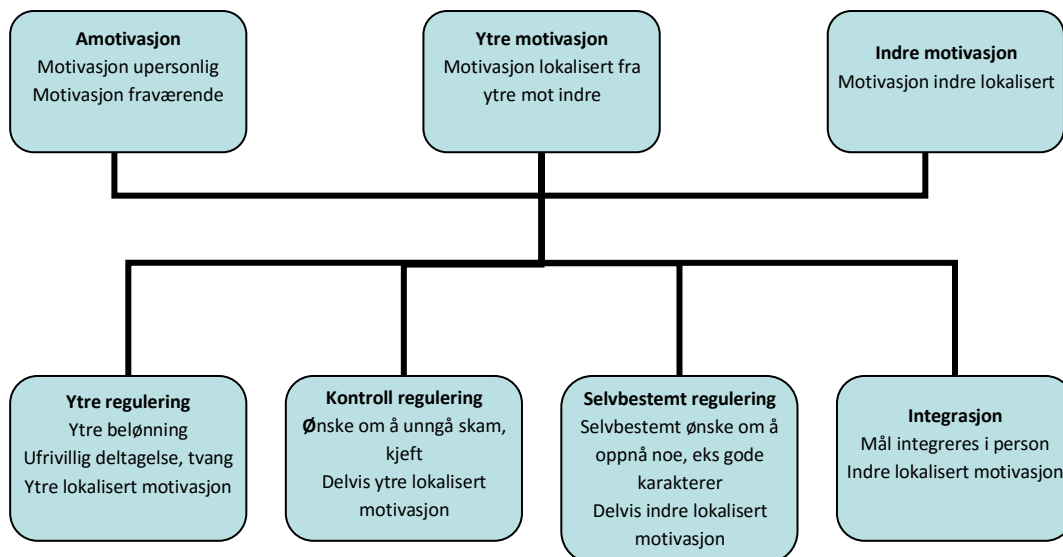 Amotivasjon
Motivasjon upersonlig
Motivasjon fraværende
Ytre motivasjon
Motivasjon lokalisert fra
ytre mot indre
Indre motivasjon
Motivasjon indre lokalisert
Ytre regulering
Ytre belønning
Ufrivillig deltagelse, tvang
Ytre lokalisert motivasjon
Kontroll regulering
Ønske om å unngå skam,
kjeft
Delvis ytre lokalisert
motivasjon
Selvbestemt regulering
Selvbestemt ønske om å
oppnå noe, eks gode
karakterer
Delvis indre lokalisert
motivasjon
Integrasjon
Mål integreres i person
Indre lokalisert motivasjon